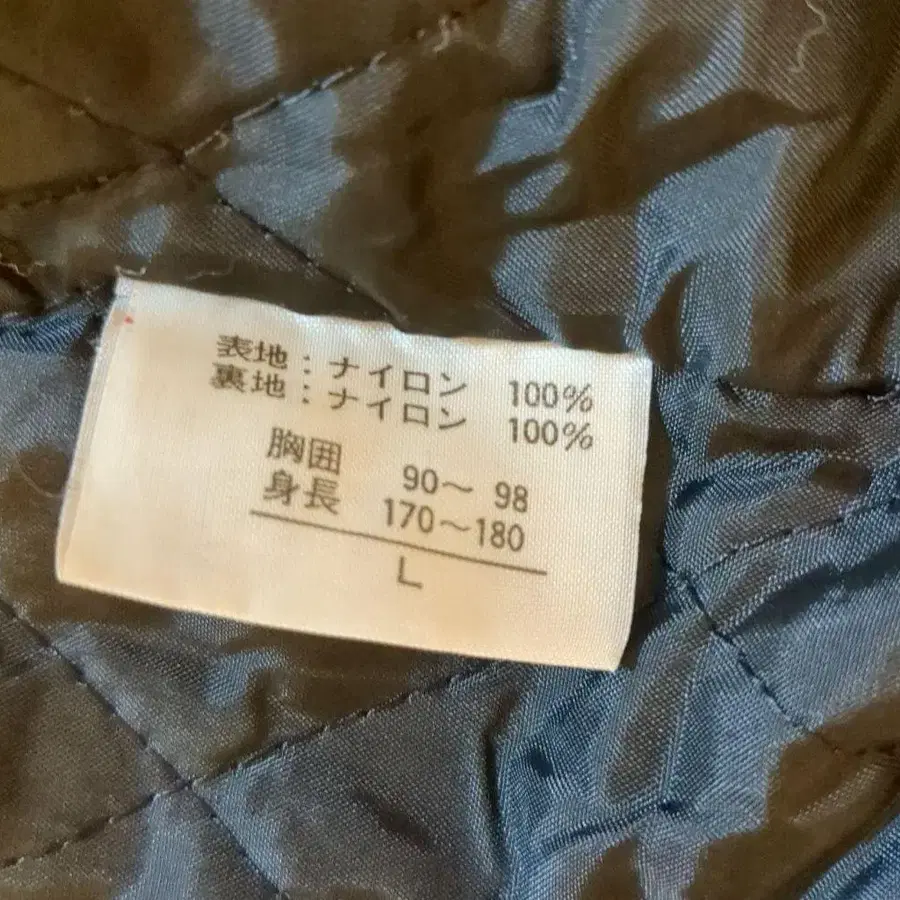 表地：ナイロン 100%
裏地：ナイロン 100%
胸囲 90～ 98
身長 170～180
L